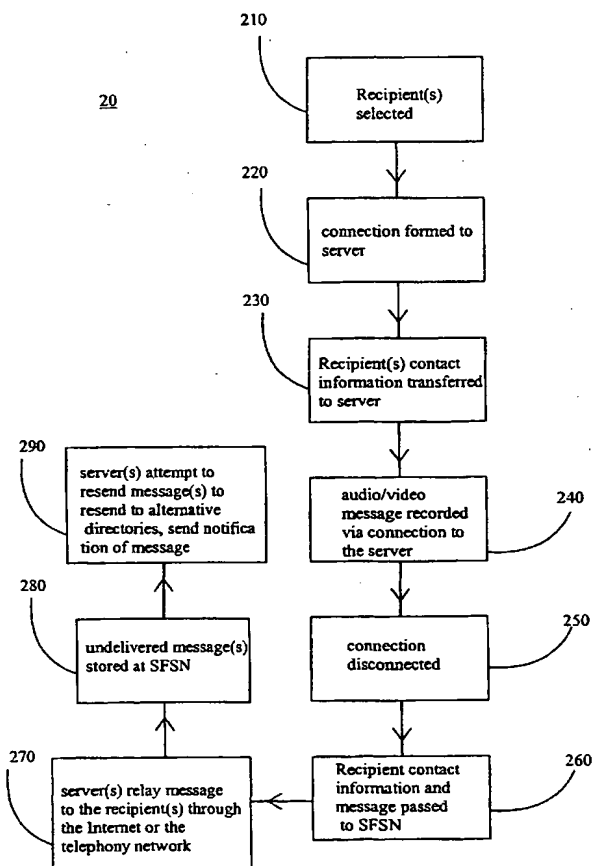 210
20
Recipient(s)
selected
220
connection formed to
server
230
Recipient(s) contact
information transferred
to server
240
audio/video
message recorded
via connection to
the server
250
connection
disconnected
260
Recipient contact
information and
message passed
to SFSN
270
server(s) relay message
to the recipient(s) through
the Internet or the
telephony network
280
undelivered message(s)
stored at SFSN
290
server(s) attempt to
resend message(s) to
resend to alternative
directories, send notifica
tion of message